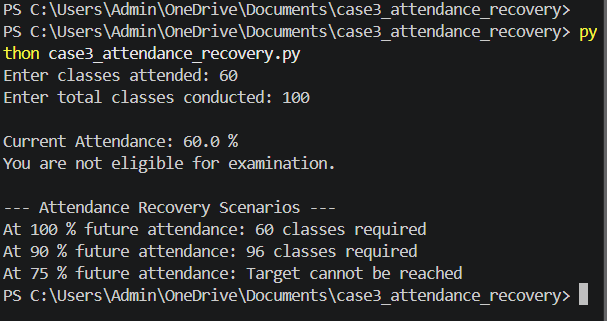 PS C:\Users\Admin\OneDrive\Documents\case3_attendance_recovery>
PS C:\Users\Admin\OneDrive\Documents\case3_attendance_recovery> py
thon case3_attendance_recovery.py
Enter classes attended: 60
Enter total classes conducted: 100
Current Attendance: 60.0 %
You are not eligible for examination.
--- Attendance Recovery Scenarios ---
At 100 % future attendance: 60 classes required
At 90 % future attendance: 96 classes required
At 75 % future attendance: Target cannot be reached
PS C:\Users\Admin\OneDrive\Documents\case3_attendance_recovery>